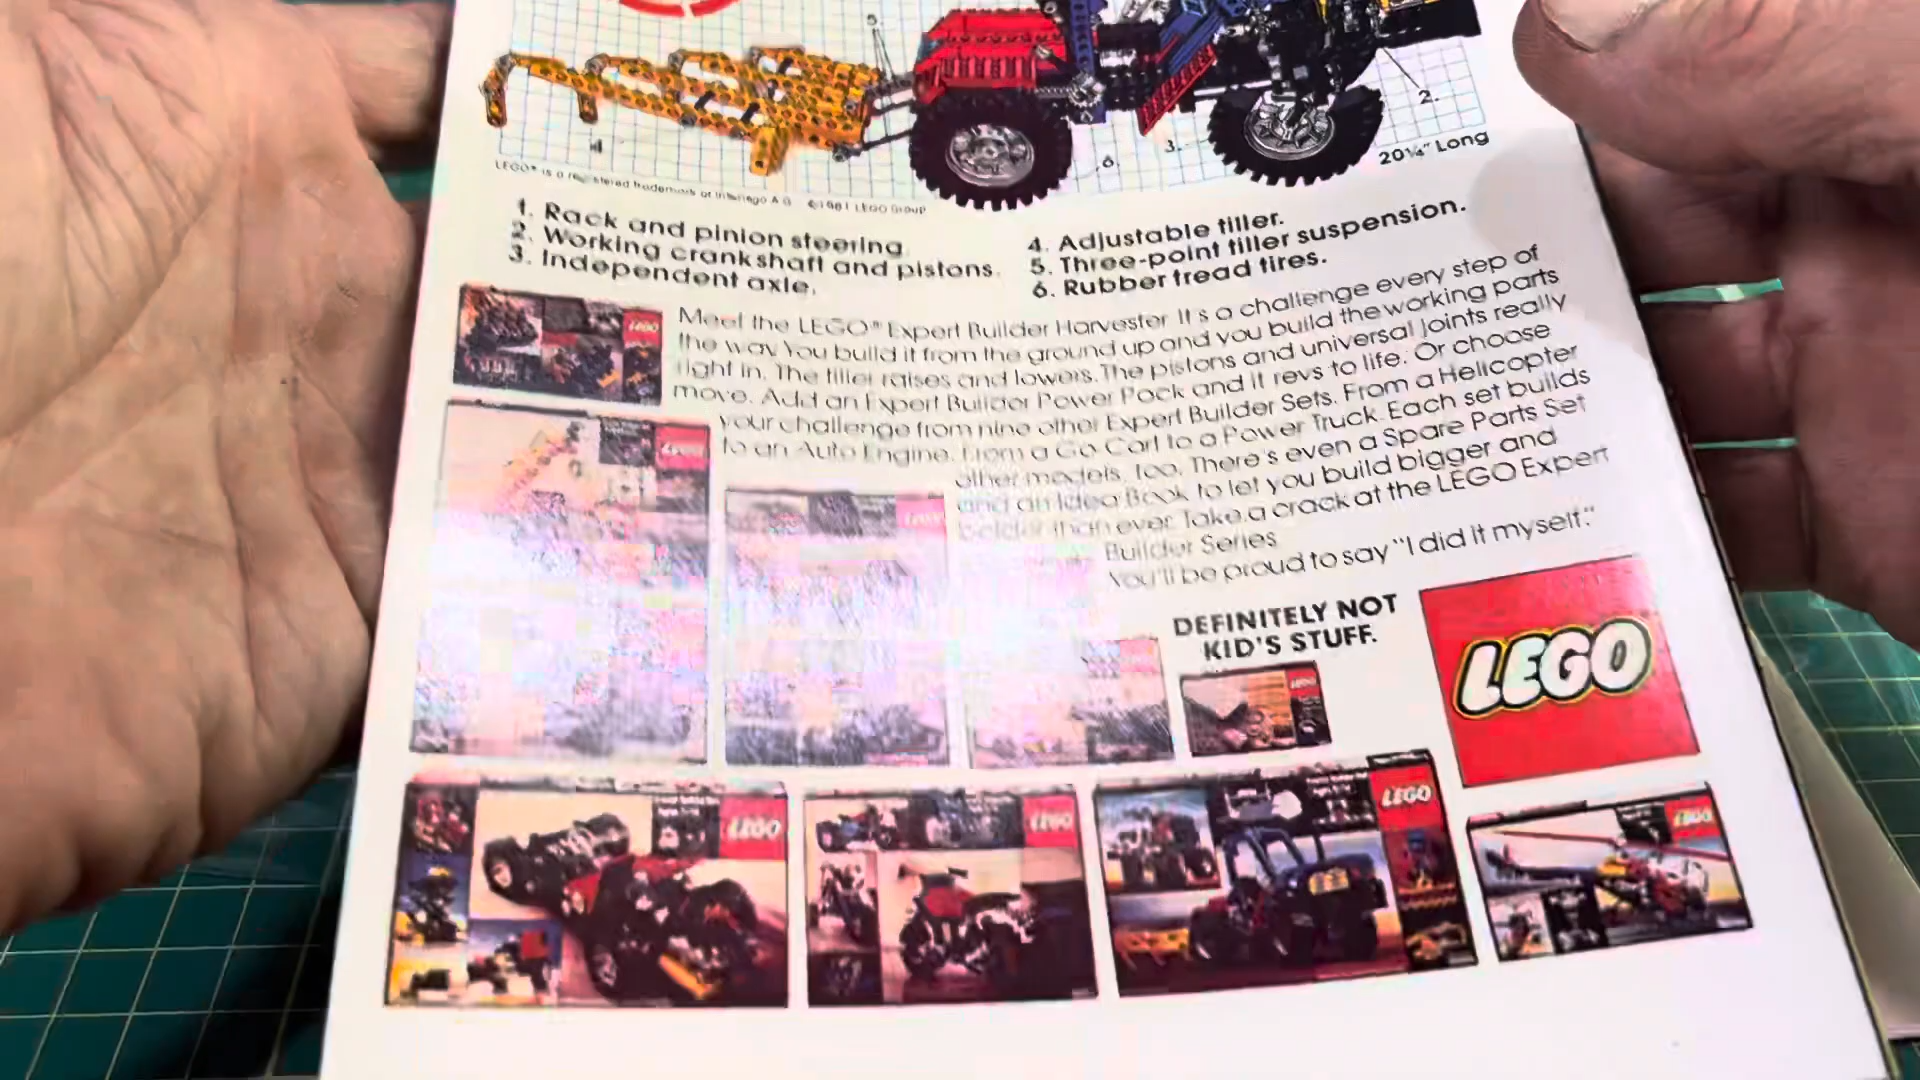 5.
2.
4
3.
6.
20¼" Long
LEGO® is a registered trademark of Interlego A.G. ©1981 LEGO Group
1. Rack and pinion steering.
2. Working crankshaft and pistons.
3. Independent axle.
4. Adjustable tiller.
5. Three-point tiller suspension.
6. Rubber tread tires.
Meet the LEGO® Expert Builder Harvester. It's a challenge every step of
the way. You build it from the ground up and you build the working parts
right in. The tiller raises and lowers. The pistons and universal joints really
move. Add an Expert Builder Power Pack and it revs to life. Or choose
your challenge from nine other Expert Builder Sets. From a Helicopter
to an Auto Engine. From a Go Cart to a Power Truck. Each set builds
other models, too. There's even a Spare Parts Set
and an Idea Book to let you build bigger and
bolder than ever. Take a crack at the LEGO Expert
Builder Series.
You'll be proud to say "I did it myself."
DEFINITELY NOT
KID'S STUFF.
LEGO
LEGO
LEGO
LEGO
LEGO
LEGO
LEGO
LEGO
LEGO